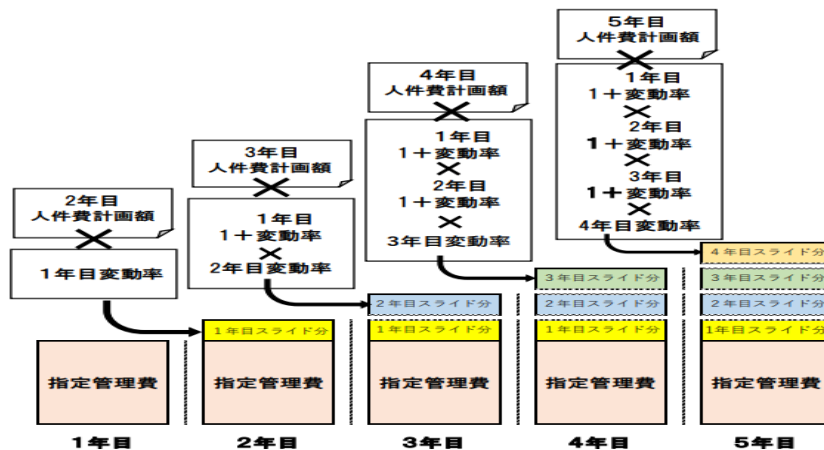 2年目
人件費計画額
×
1年目変動率
3年目
人件費計画額
×
1年目
1＋変動率
×
2年目変動率
4年目
人件費計画額
×
1年目
1＋変動率
×
2年目
1＋変動率
×
3年目変動率
5年目
人件費計画額
×
1年目
1＋変動率
×
2年目
1＋変動率
×
3年目
1＋変動率
×
4年目変動率
4年目スライド分
3年目スライド分
3年目スライド分
2年目スライド分
2年目スライド分
2年目スライド分
1年目スライド分
1年目スライド分
1年目スライド分
1年目スライド分
指定管理費
指定管理費
指定管理費
指定管理費
指定管理費
1年目
2年目
3年目
4年目
5年目